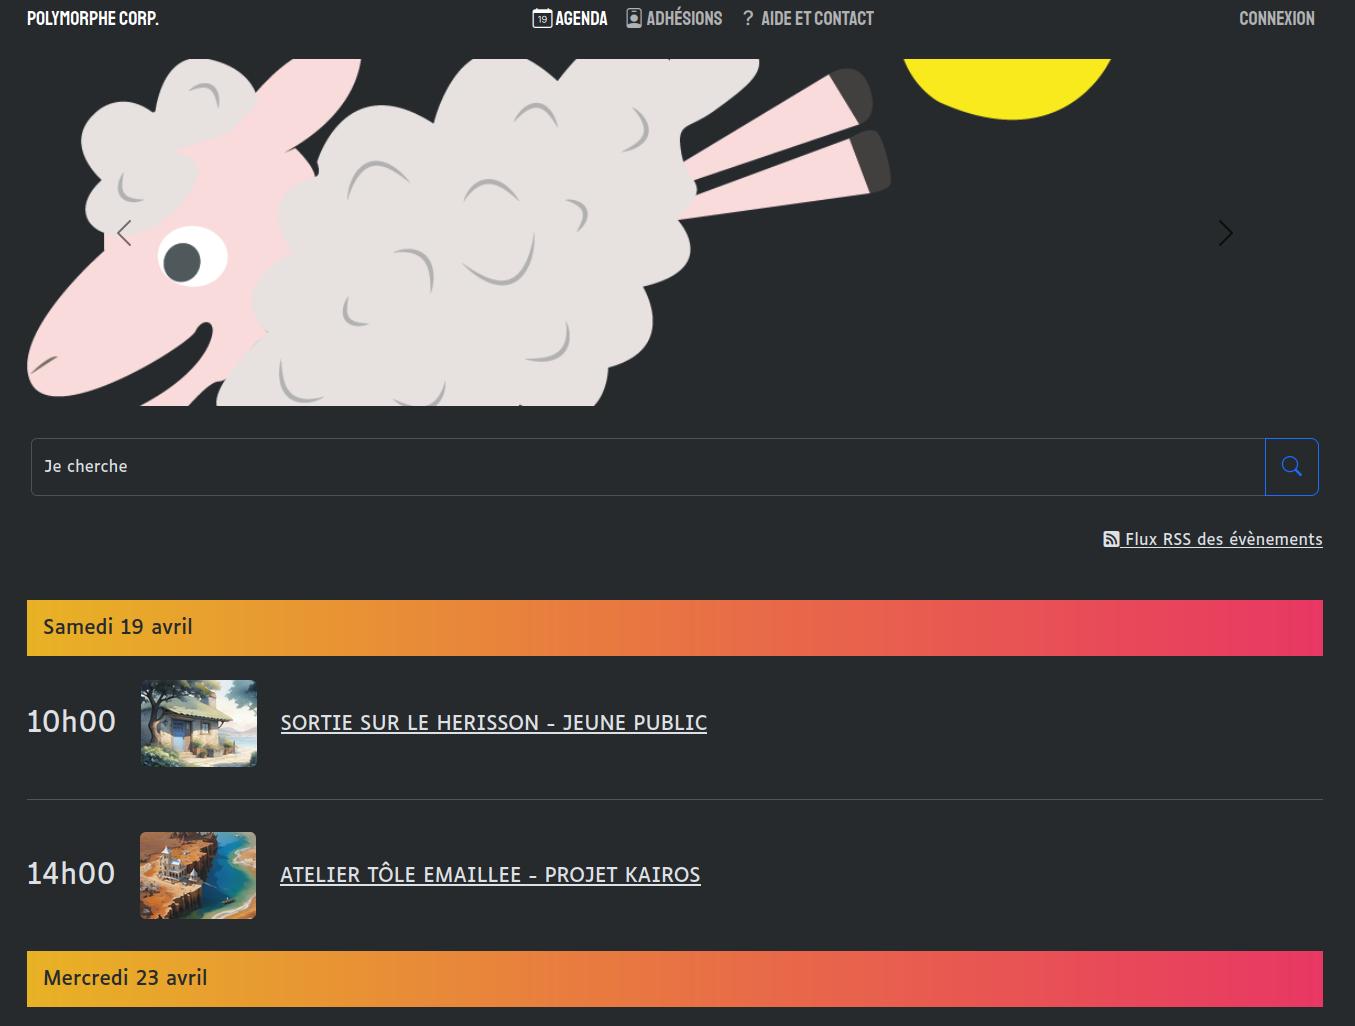 POLYMORPHE CORP.
19 AGENDA
ADHÉSIONS
? AIDE ET CONTACT
CONNEXION
Je cherche
Flux RSS des évènements
Samedi 19 avril
10h00
SORTIE SUR LE HERISSON - JEUNE PUBLIC
14h00
ATELIER TÔLE EMAILLEE - PROJET KAIROS
Mercredi 23 avril